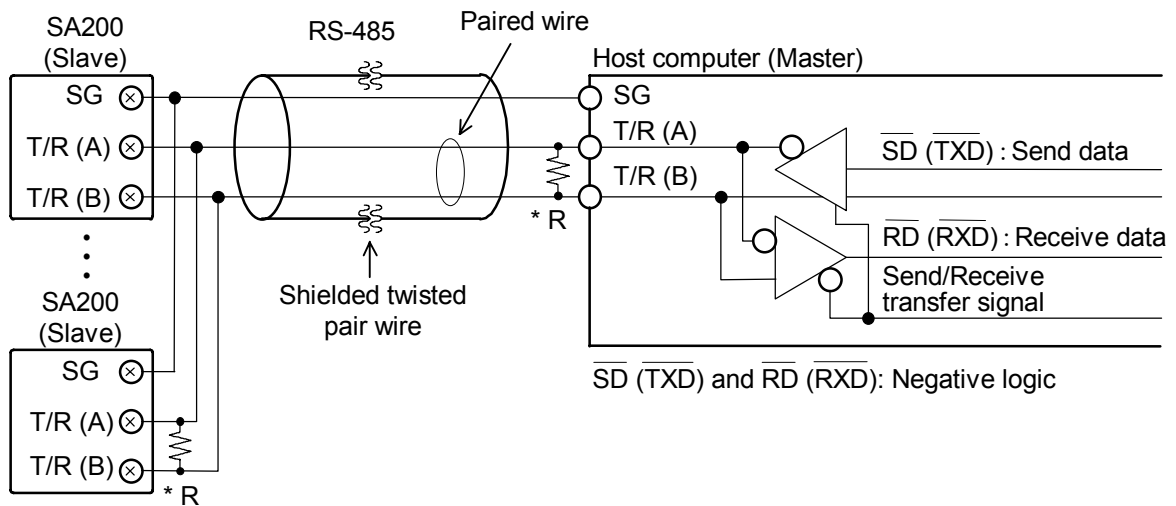 SA200
(Slave)
SG
T/R (A)
T/R (B)
RS-485
Paired wire
Shielded twisted
pair wire
* R
Host computer (Master)
SG
T/R (A)
T/R (B)
SD (TXD) : Send data
RD (RXD) : Receive data
Send/Receive
transfer signal
SD (TXD) and RD (RXD): Negative logic
SA200
(Slave)
SG
T/R (A)
T/R (B)
* R